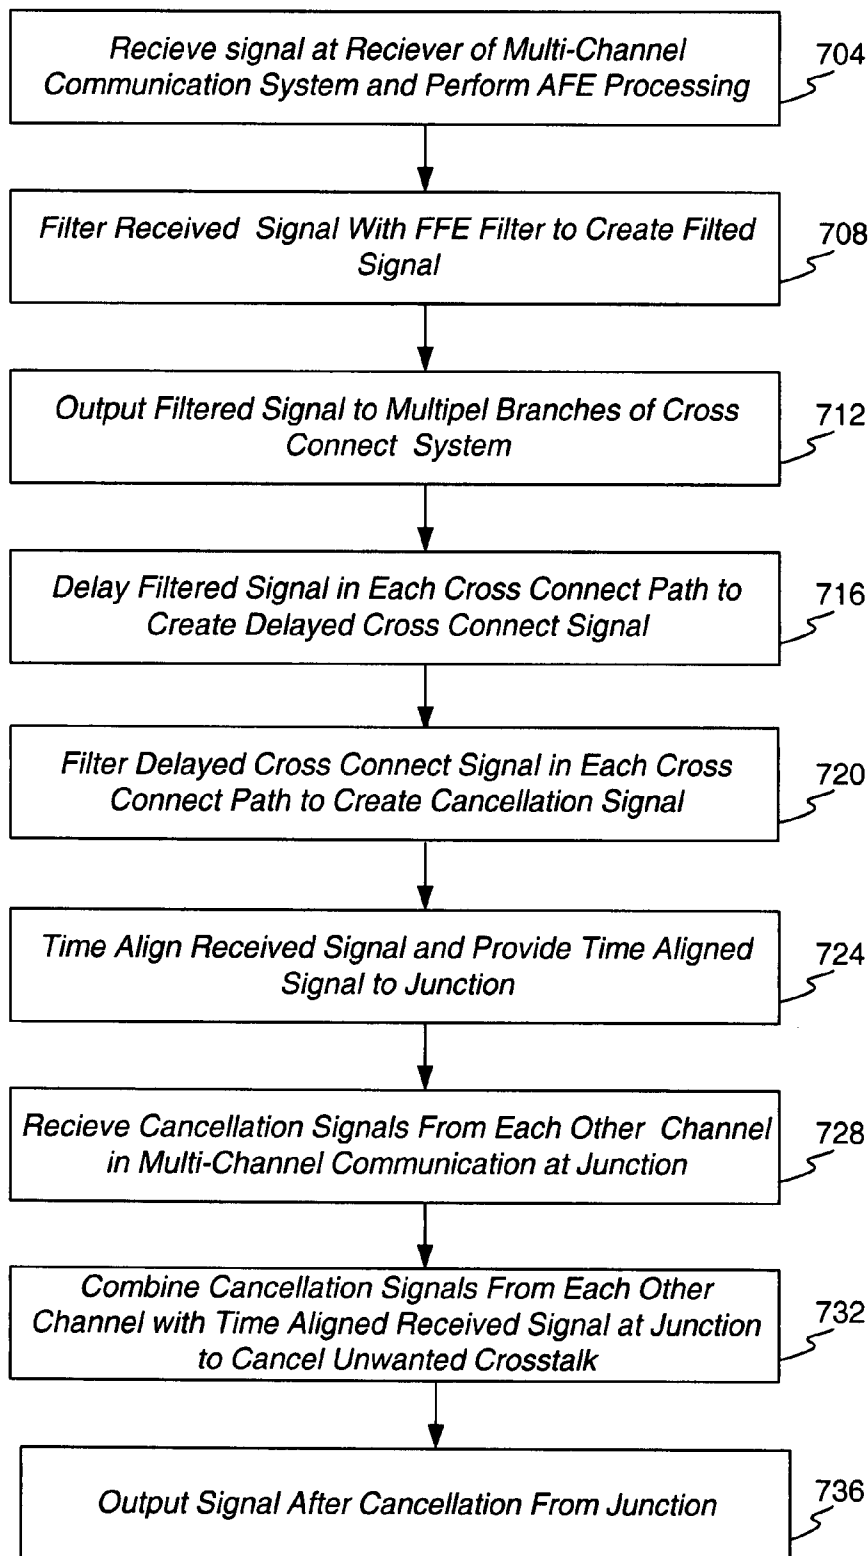 Recieve signal at Reciever of Multi-Channel
Communication System and Perform AFE Processing
704
Filter Received Signal With FFE Filter to Create Filted
Signal
708
Output Filtered Signal to Multipel Branches of Cross
Connect System
712
Delay Filtered Signal in Each Cross Connect Path to
Create Delayed Cross Connect Signal
716
Filter Delayed Cross Connect Signal in Each Cross
Connect Path to Create Cancellation Signal
720
Time Align Received Signal and Provide Time Aligned
Signal to Junction
724
Recieve Cancellation Signals From Each Other Channel
in Multi-Channel Communication at Junction
728
Combine Cancellation Signals From Each Other
Channel with Time Aligned Received Signal at Junction
to Cancel Unwanted Crosstalk
732
Output Signal After Cancellation From Junction
736